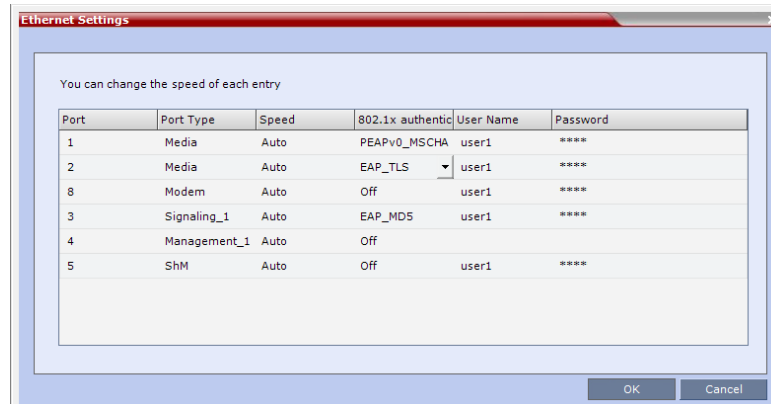 Ethernet Settings
You can change the speed of each entry
Port Port Type Speed 802.1x authentic User Name Password
1 Media Auto PEAPv0_MSCHA user1 ****
2 Media Auto EAP_TLS user1 ****
8 Modem Auto Off user1 ****
3 Signaling_1 Auto EAP_MD5 user1 ****
4 Management_1 Auto Off
5 ShM Auto Off user1 ****
OK Cancel